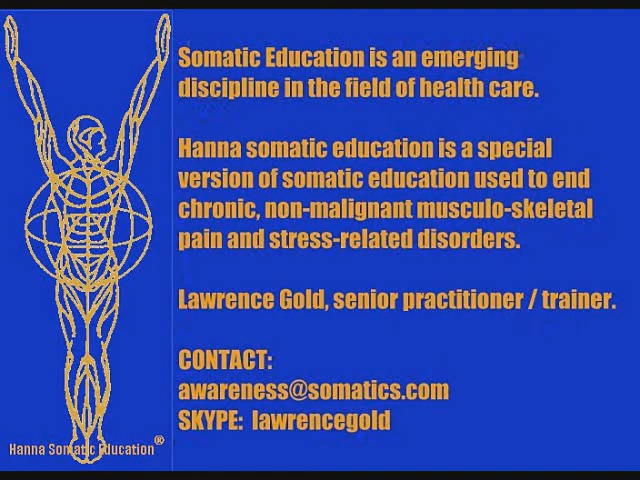 Somatic Education is an emerging
discipline in the field of health care.
Hanna somatic education is a special
version of somatic education used to end
chronic, non-malignant musculo-skeletal
pain and stress-related disorders.
Lawrence Gold, senior practitioner / trainer.
CONTACT:
awareness@somatics.com
SKYPE: lawrencegold
Hanna Somatic Education®